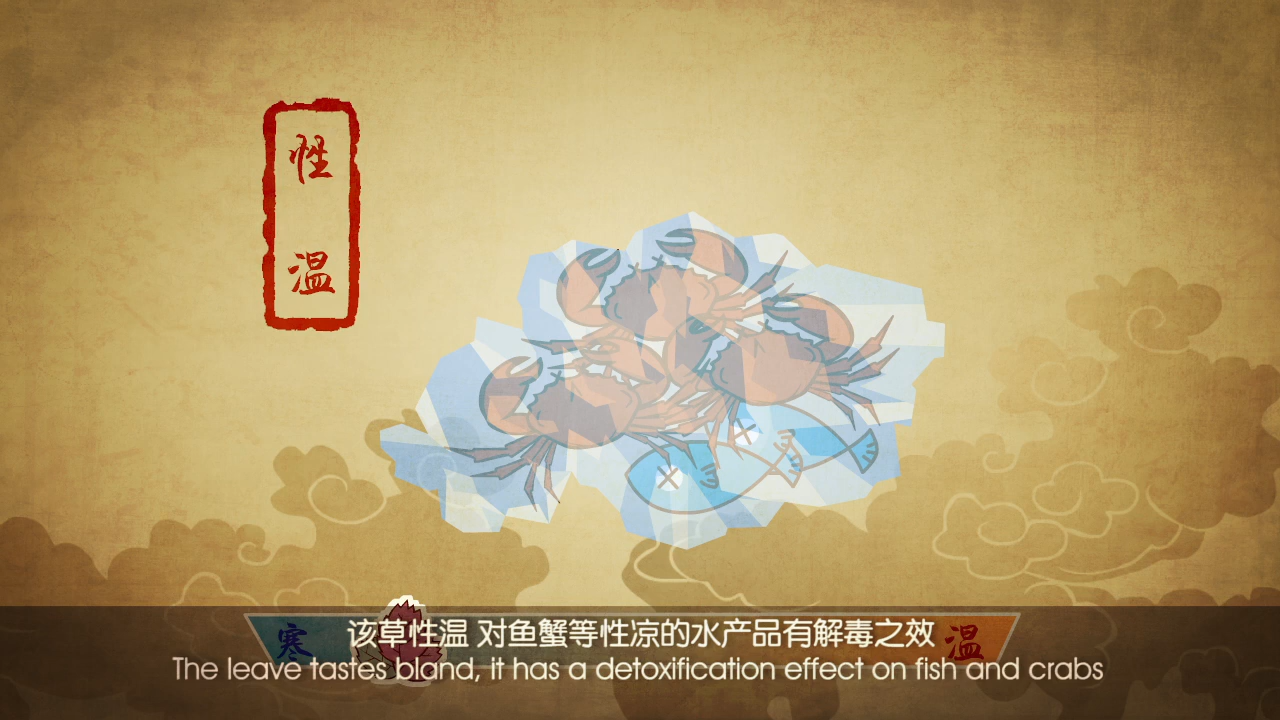 性
温
寒
温
该草性温 对鱼蟹等性凉的水产品有解毒之效
The leave tastes bland, it has a detoxification effect on fish and crabs